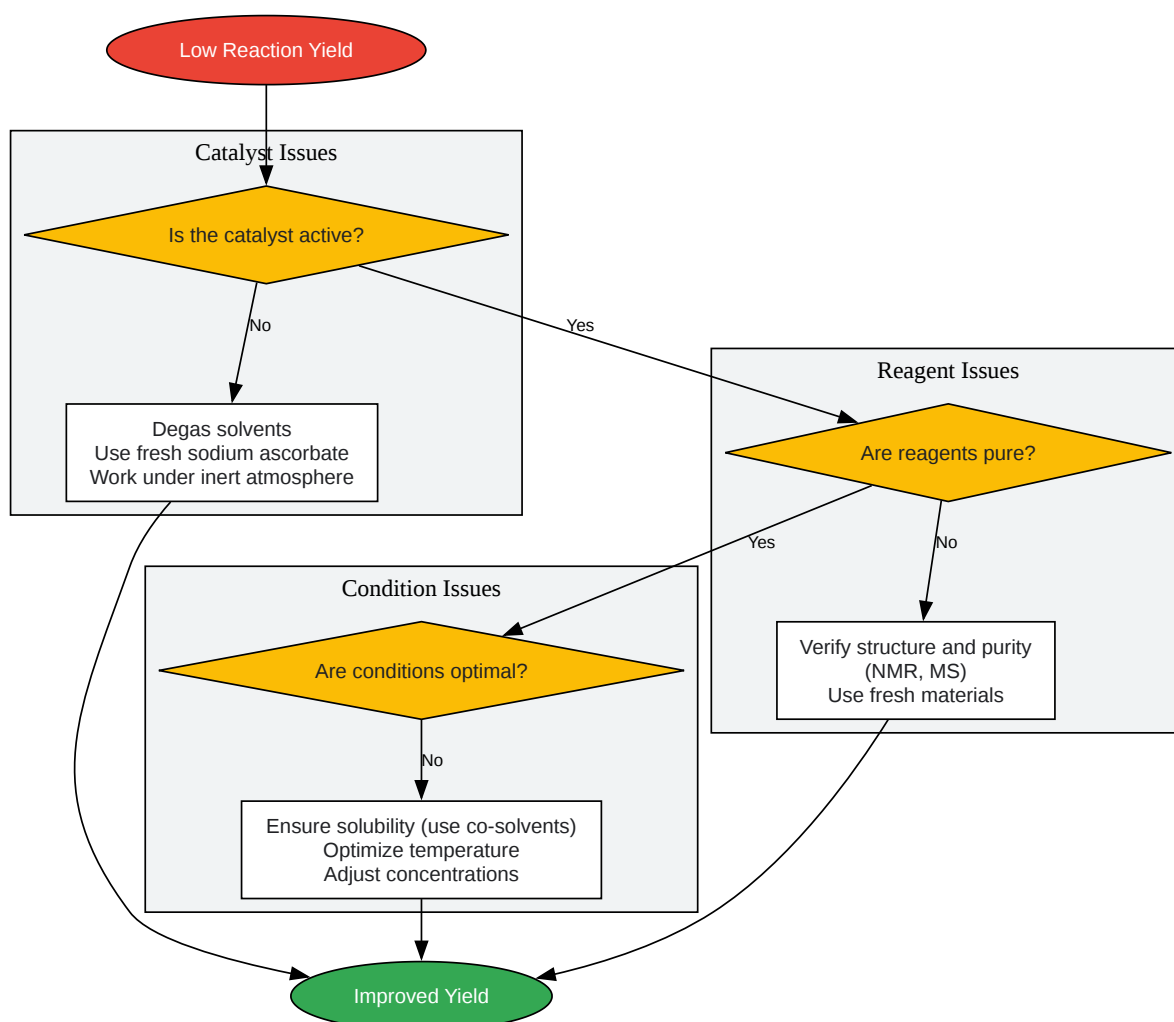 Low Reaction Yield
Catalyst Issues
Is the catalyst active?
No
Yes
Degas solvents
Use fresh sodium ascorbate
Work under inert atmosphere
Reagent Issues
Are reagents pure?
Yes
No
Verify structure and purity
(NMR, MS)
Use fresh materials
Condition Issues
Are conditions optimal?
No
Ensure solubility (use co-solvents)
Optimize temperature
Adjust concentrations
Improved Yield